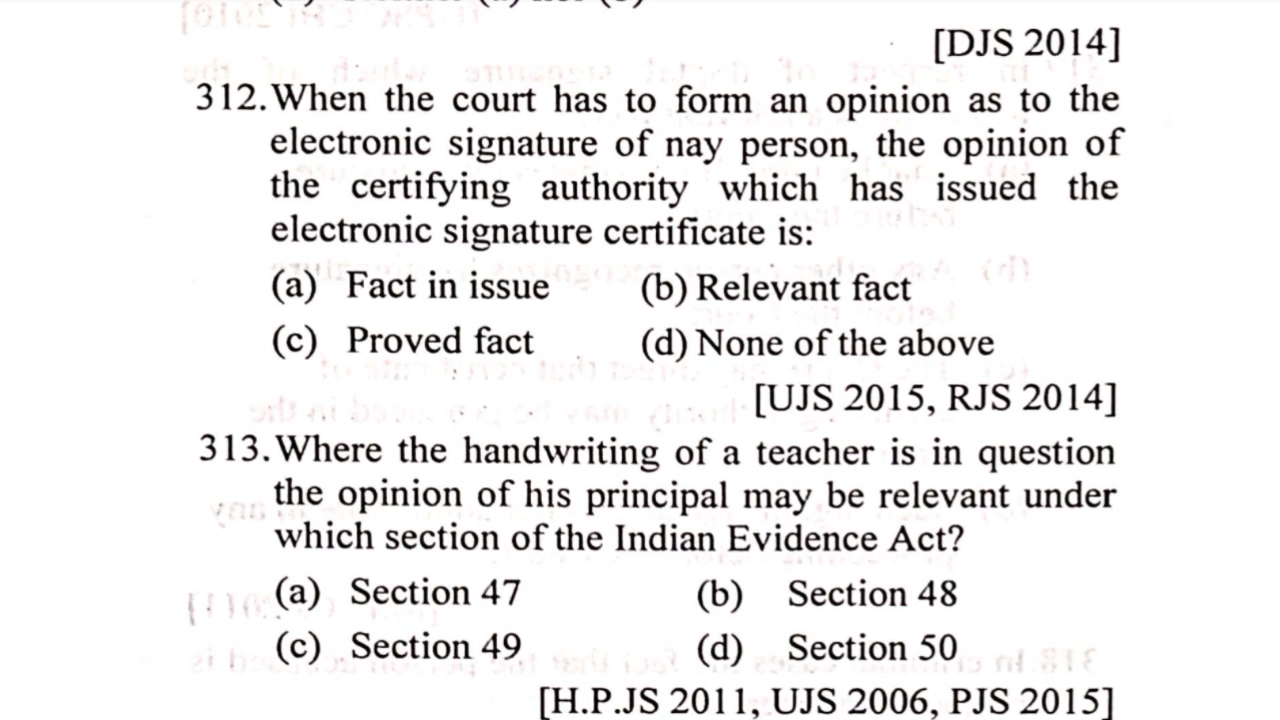 [DJS 2014]
312. When the court has to form an opinion as to the
electronic signature of nay person, the opinion of
the certifying authority which has issued the
electronic signature certificate is:
(a) Fact in issue (b) Relevant fact
(c) Proved fact (d) None of the above
[UJS 2015, RJS 2014]
313. Where the handwriting of a teacher is in question
the opinion of his principal may be relevant under
which section of the Indian Evidence Act?
(a) Section 47 (b) Section 48
(c) Section 49 (d) Section 50
[H.P.JS 2011, UJS 2006, PJS 2015]